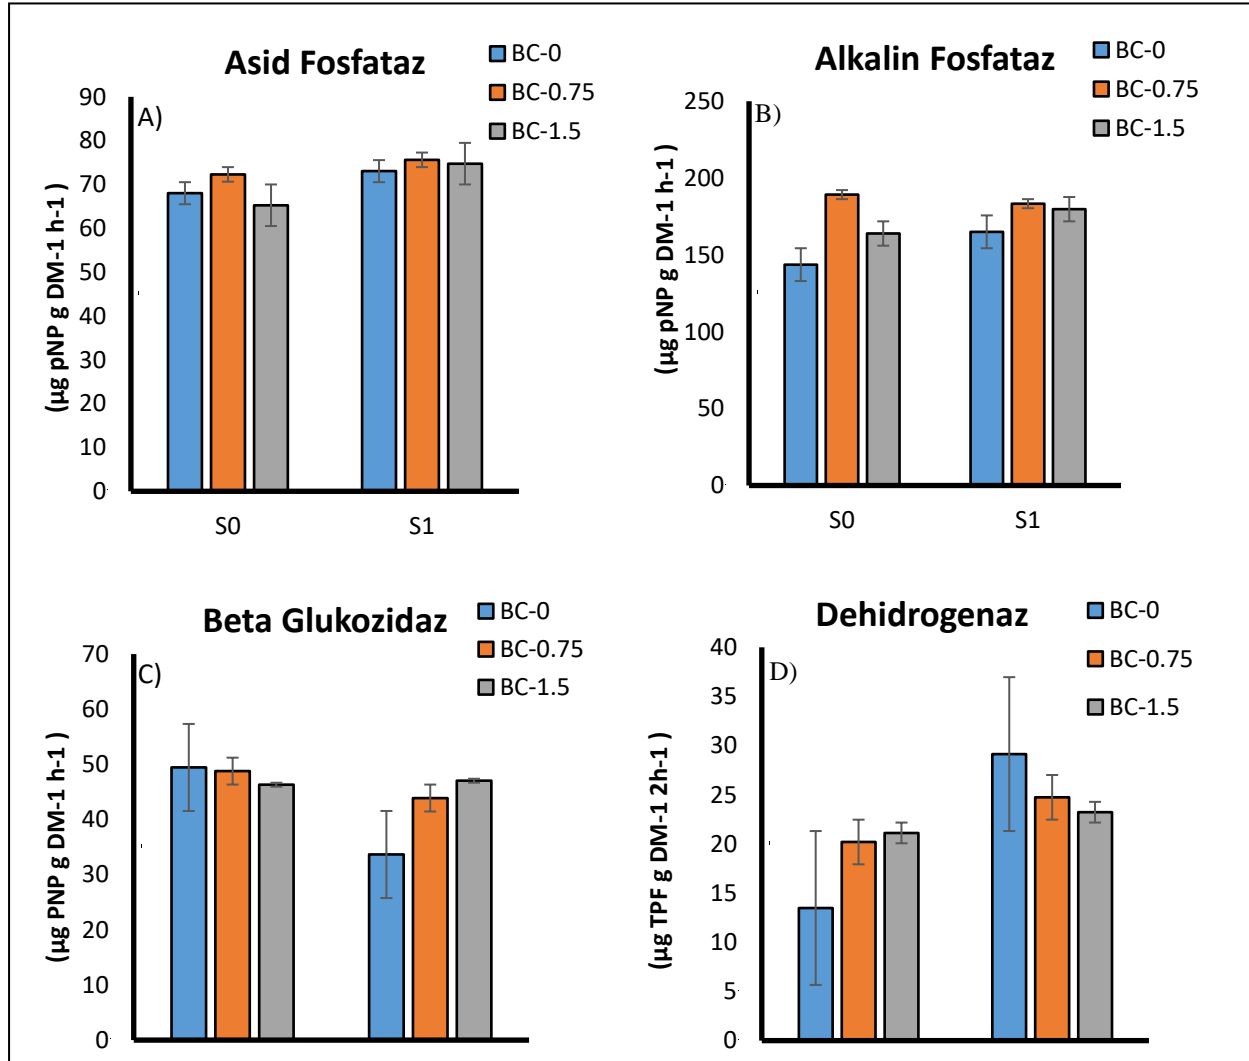 Asid Fosfataz
BC-0
BC-0.75
BC-1.5
A)
(µg pNP g DM-1 h-1 )
90
80
70
60
50
40
30
20
10
0
S0
S1
Alkalin Fosfataz
BC-0
BC-0.75
BC-1.5
B)
(µg pNP g DM-1 h-1 )
250
200
150
100
50
0
S0
S1
Beta Glukozidaz
BC-0
BC-0.75
BC-1.5
C)
(µg PNP g DM-1 h-1 )
70
60
50
40
30
20
10
0
Dehidrogenaz
BC-0
BC-0.75
BC-1.5
D)
(µg TPF g DM-1 2h-1 )
40
35
30
25
20
15
10
5
0